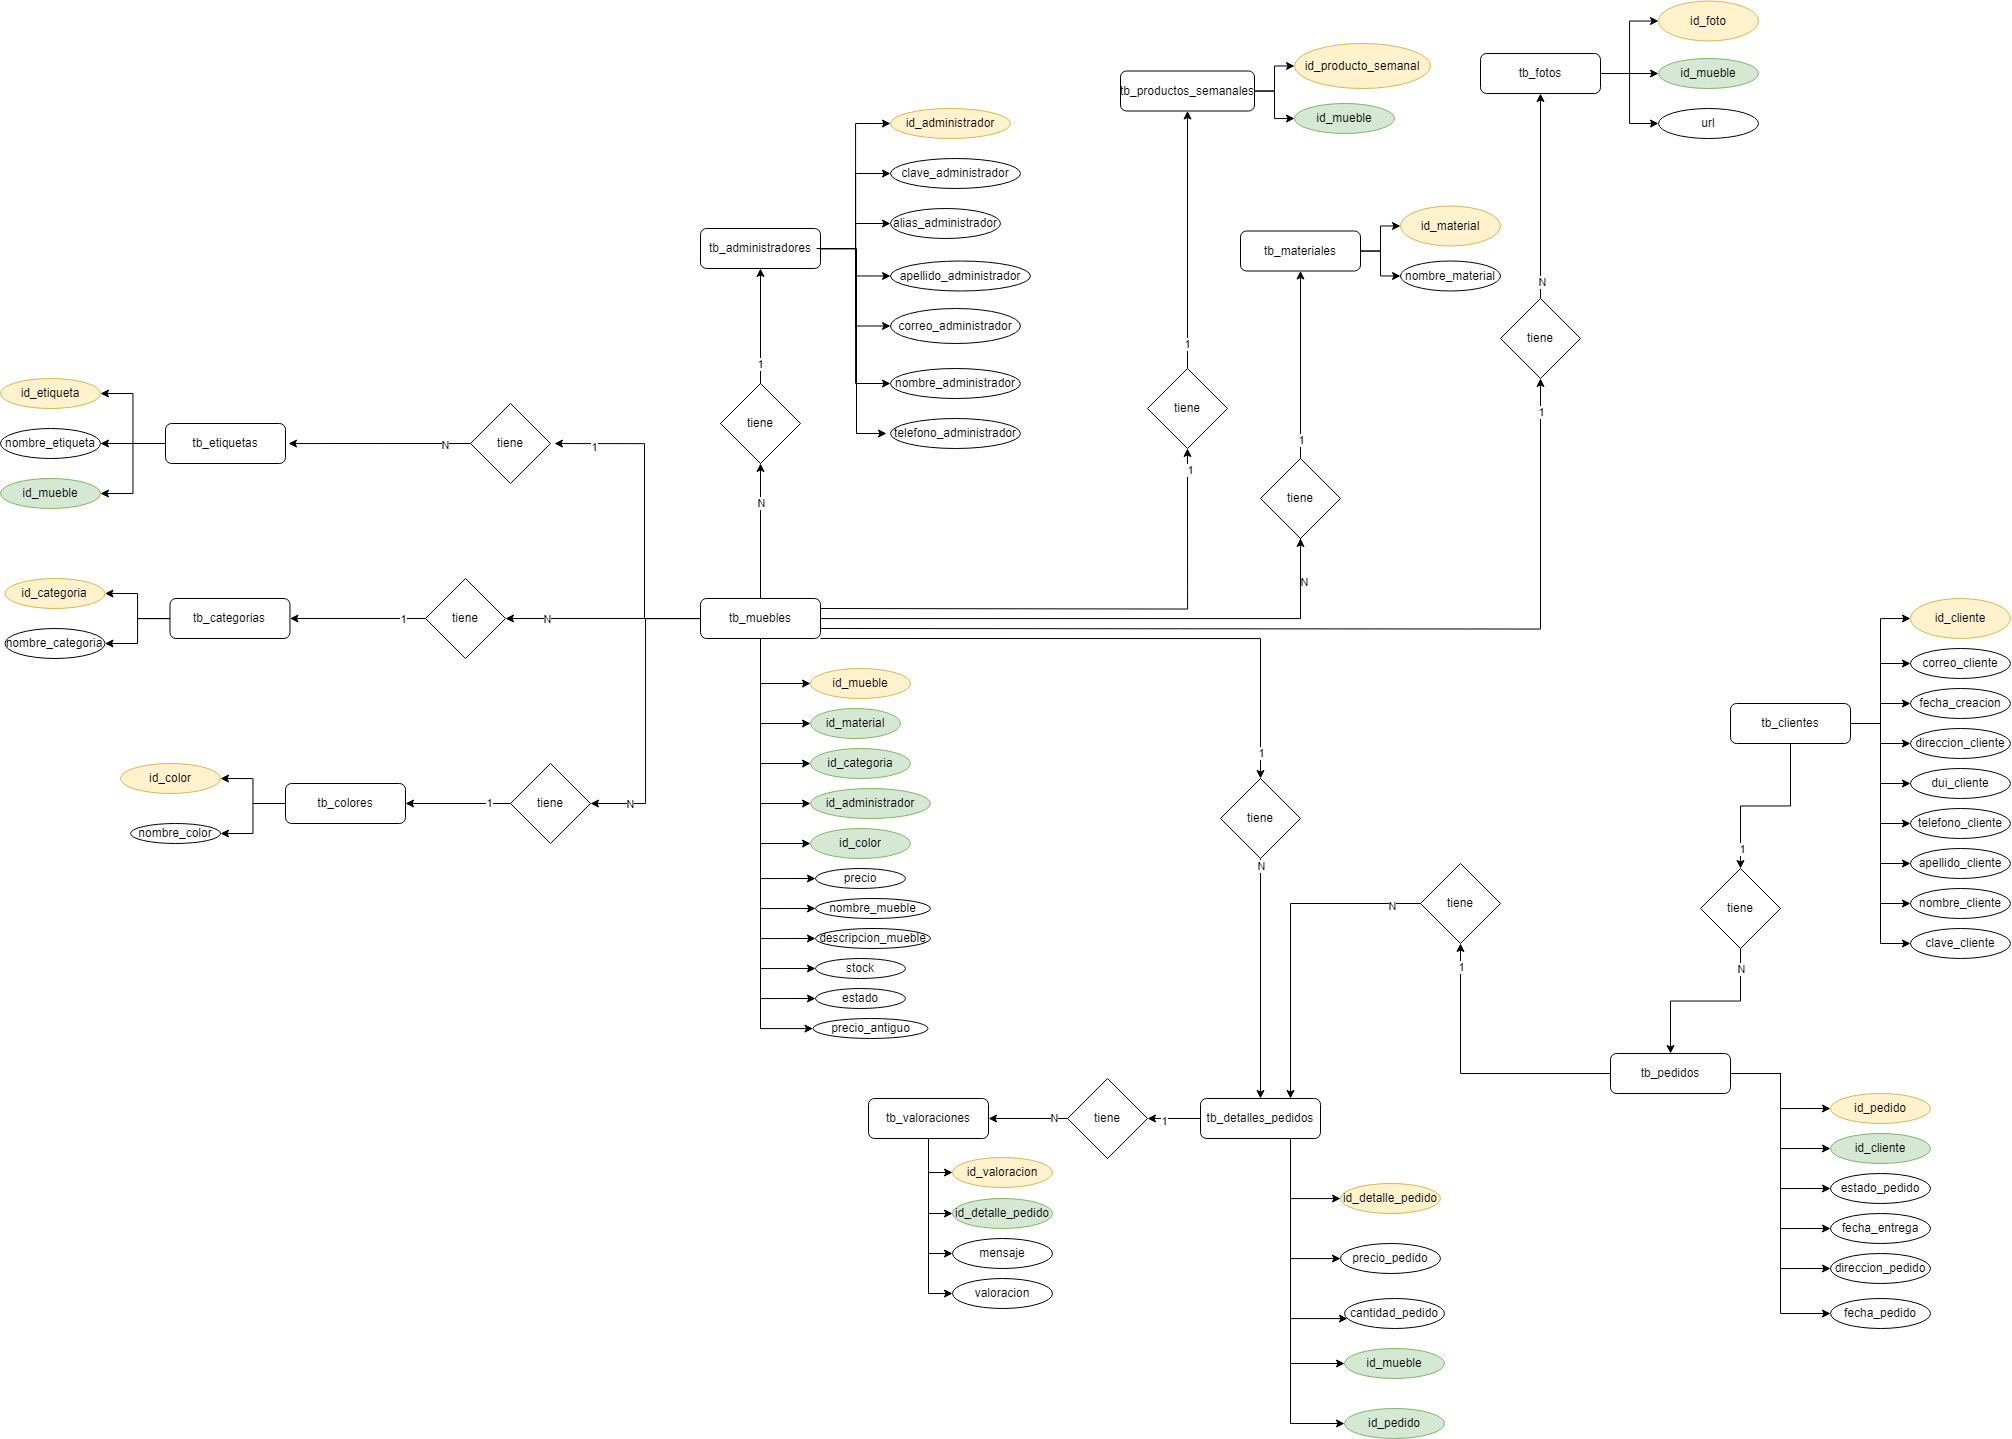 id_foto
tb_fotos
id_mueble
url
N
tiene
1
tb_productos_semanales
id_producto_semanal
id_mueble
1
tiene
1
tb_materiales
id_material
nombre_material
1
tiene
N
tb_administradores
id_administrador
clave_administrador
alias_administrador
apellido_administrador
correo_administrador
nombre_administrador
telefono_administrador
1
tiene
N
id_etiqueta
nombre_etiqueta
id_mueble
tb_etiquetas
N
tiene
1
id_categoria
nombre_categoria
tb_categorias
1
tiene
N
id_color
nombre_color
tb_colores
1
tiene
N
tb_muebles
id_mueble
id_material
id_categoria
id_administrador
id_color
precio
nombre_mueble
descripcion_mueble
stock
estado
precio_antiguo
1
tiene
N
tb_clientes
id_cliente
correo_cliente
fecha_creacion
direccion_cliente
dui_cliente
telefono_cliente
apellido_cliente
nombre_cliente
clave_cliente
1
tiene
N
N
tiene
1
tb_pedidos
id_pedido
id_cliente
estado_pedido
fecha_entrega
direccion_pedido
fecha_pedido
tb_valoraciones
N
tiene
1
tb_detalles_pedidos
id_valoracion
id_detalle_pedido
mensaje
valoracion
id_detalle_pedido
precio_pedido
cantidad_pedido
id_mueble
id_pedido